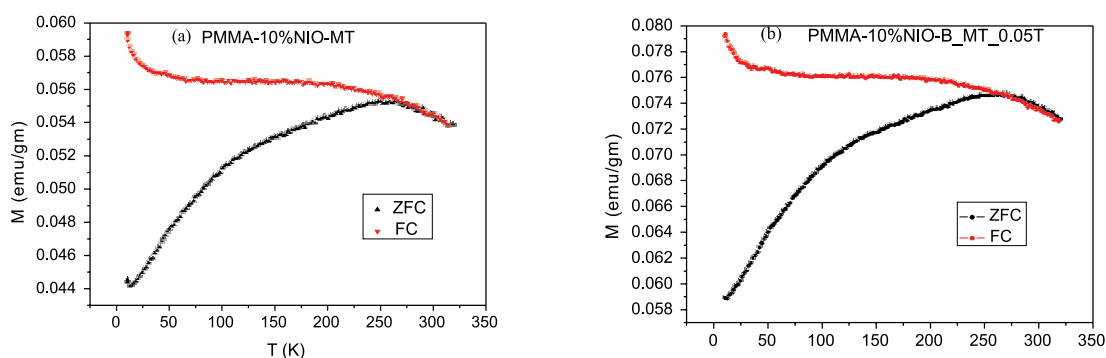 (a) PMMA-10%NIO-MT
M (emu/gm)
0.060
0.058
0.056
0.054
0.052
0.050
0.048
0.046
0.044
ZFC
FC
0 50 100 150 200 250 300 350
T (K)
(b) PMMA-10%NIO-B_MT_0.05T
M (emu/gm)
0.080
0.078
0.076
0.074
0.072
0.070
0.068
0.066
0.064
0.062
0.060
0.058
ZFC
FC
0 50 100 150 200 250 300 350
T (K)